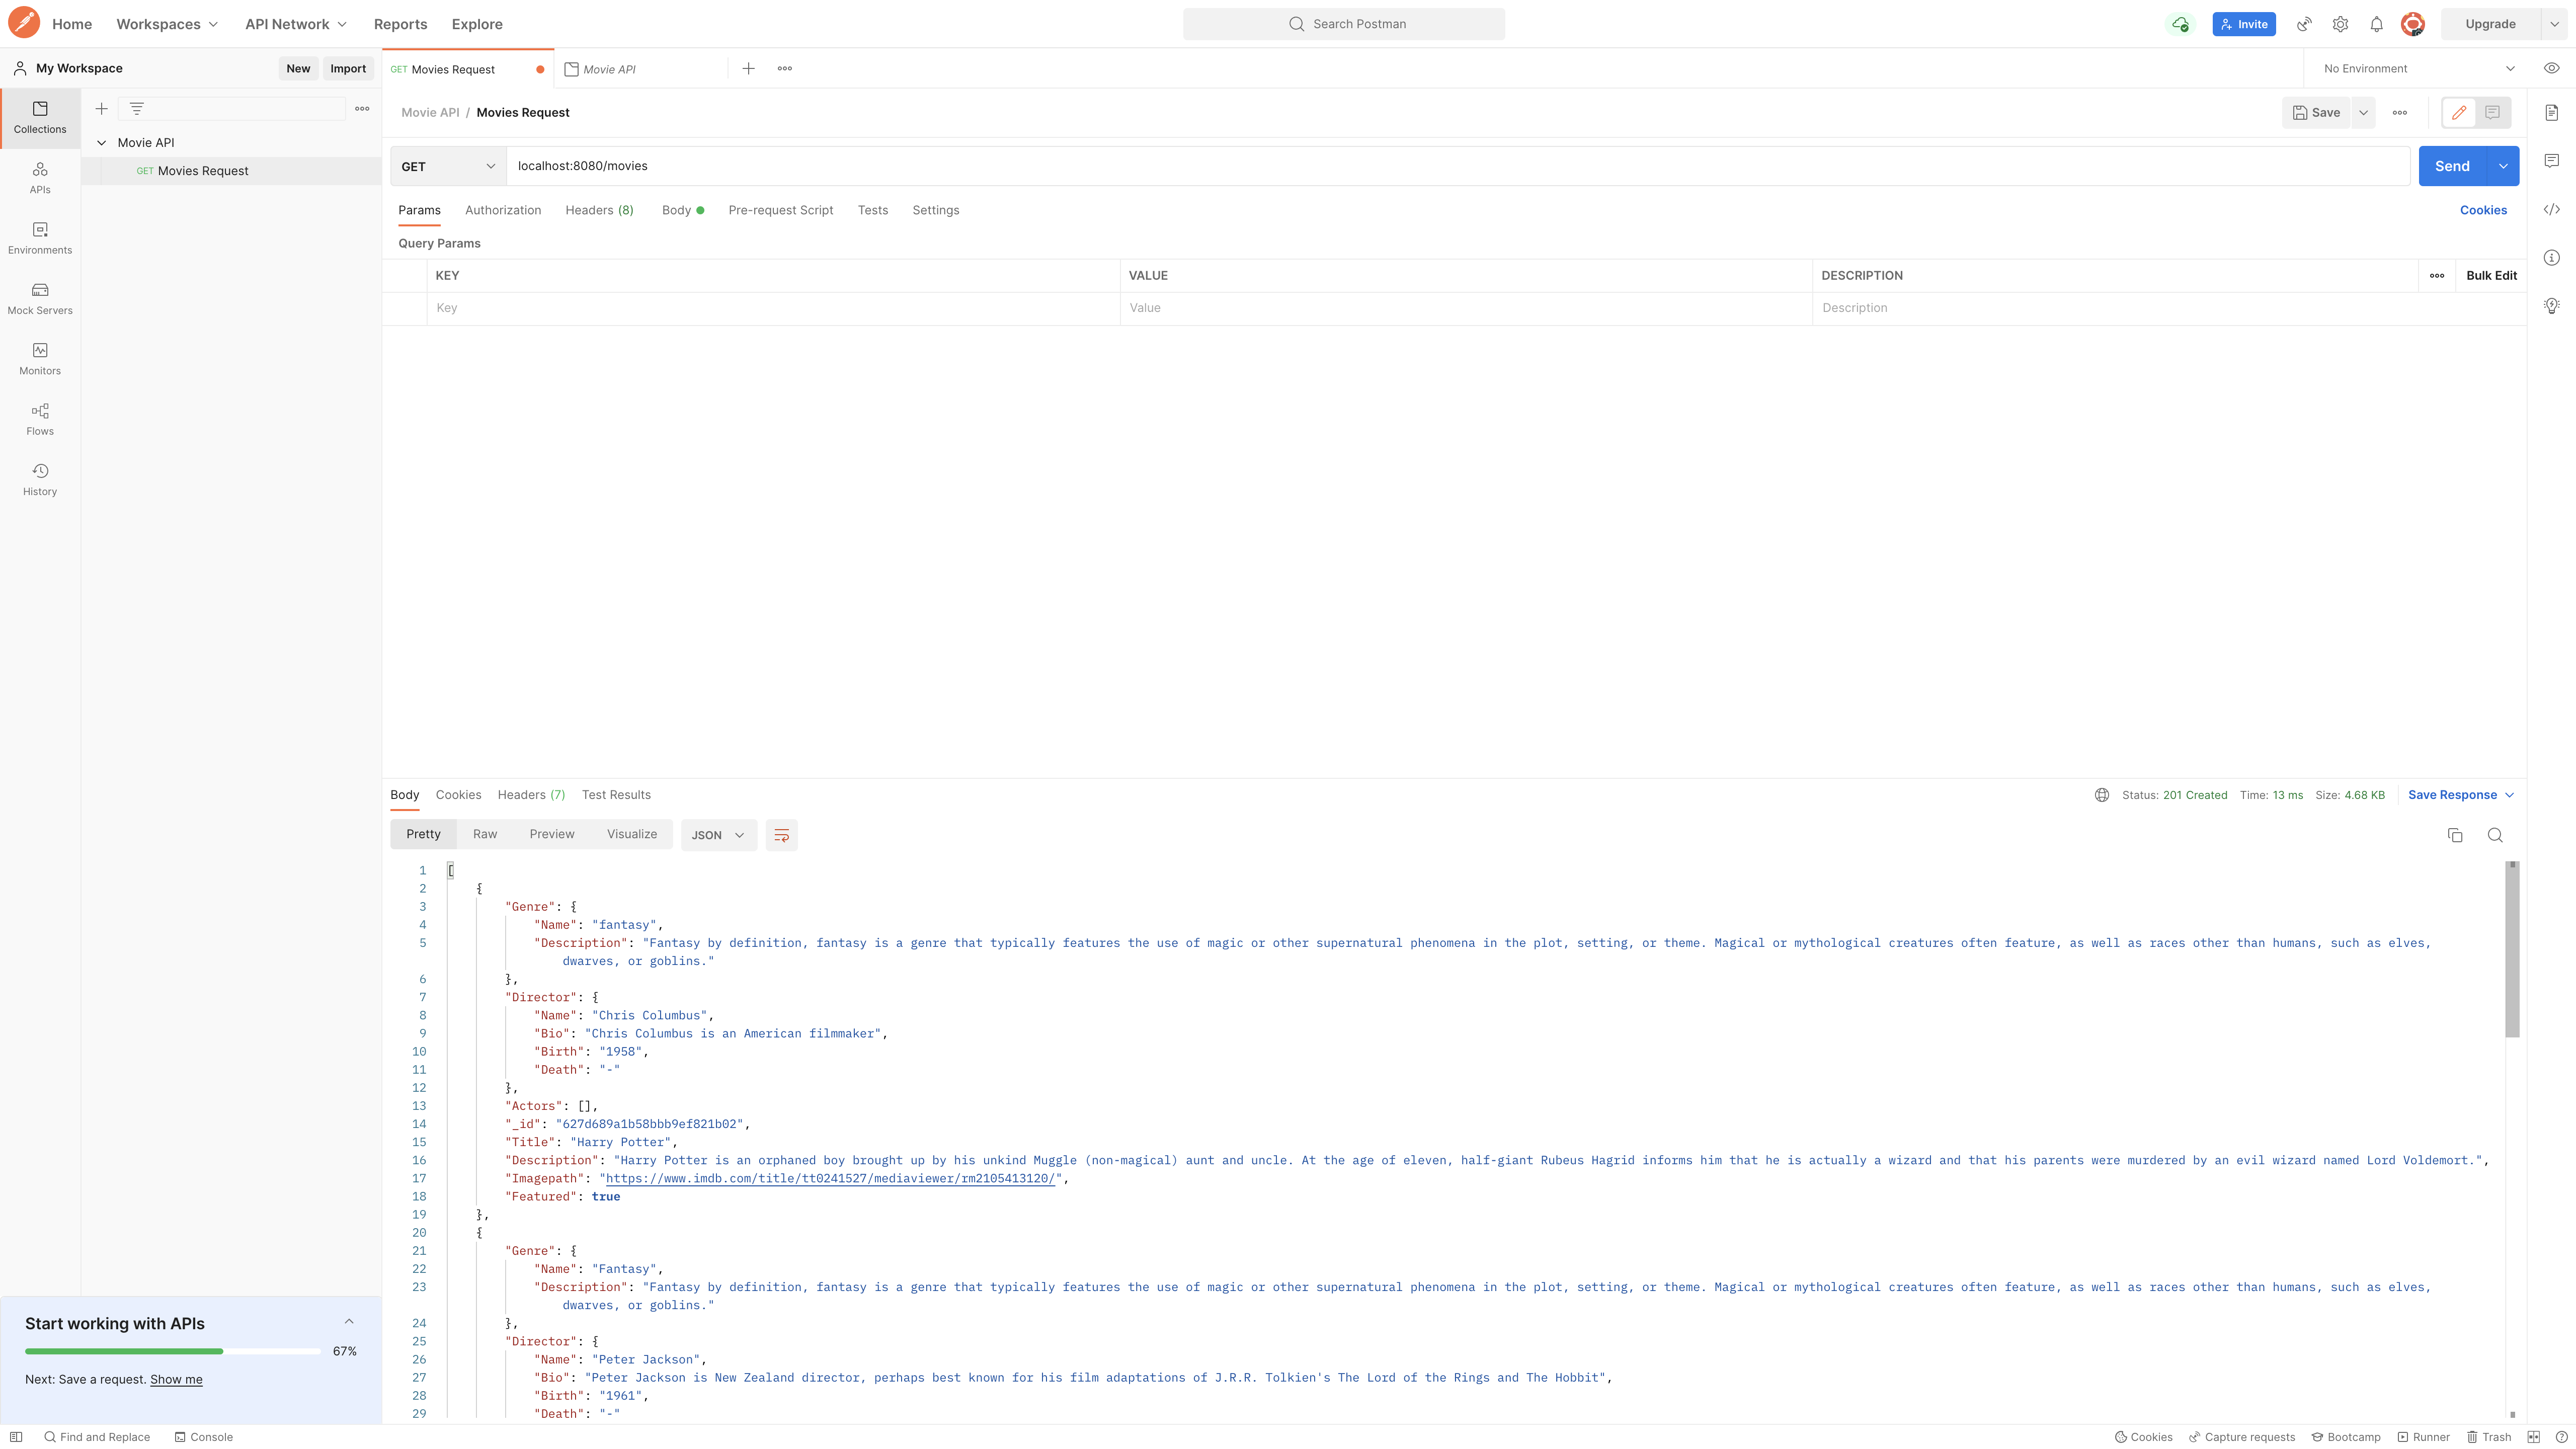 Home Workspaces API Network Reports Explore Search Postman Invite Upgrade
My Workspace New Import GET Movies Request Movie API No Environment
Collections
APIs
Environments
Mock Servers
Monitors
Flows
History
Movie API
GET Movies Request
Movie API / Movies Request Save
GET localhost:8080/movies Send
Params Authorization Headers (8) Body Pre-request Script Tests Settings Cookies
Query Params
KEY VALUE DESCRIPTION Bulk Edit
Key Value Description
Body Cookies Headers (7) Test Results Status: 201 Created Time: 13 ms Size: 4.68 KB Save Response
Pretty Raw Preview Visualize JSON
1 [
2 {
3 "Genre": {
4 "Name": "fantasy",
5 "Description": "Fantasy by definition, fantasy is a genre that typically features the use of magic or other supernatural phenomena in the plot, setting, or theme. Magical or mythological creatures often feature, as well as races other than humans, such as elves,
dwarves, or goblins."
6 },
7 "Director": {
8 "Name": "Chris Columbus",
9 "Bio": "Chris Columbus is an American filmmaker",
10 "Birth": "1958",
11 "Death": "-"
12 },
13 "Actors": [],
14 "_id": "627d689a1b58bbb9ef821b02",
15 "Title": "Harry Potter",
16 "Description": "Harry Potter is an orphaned boy brought up by his unkind Muggle (non-magical) aunt and uncle. At the age of eleven, half-giant Rubeus Hagrid informs him that he is actually a wizard and that his parents were murdered by an evil wizard named Lord Voldemort.",
17 "Imagepath": "https://www.imdb.com/title/tt0241527/mediaviewer/rm2105413120/",
18 "Featured": true
19 },
20 {
21 "Genre": {
22 "Name": "Fantasy",
23 "Description": "Fantasy by definition, fantasy is a genre that typically features the use of magic or other supernatural phenomena in the plot, setting, or theme. Magical or mythological creatures often feature, as well as races other than humans, such as elves,
dwarves, or goblins."
24 },
25 "Director": {
26 "Name": "Peter Jackson",
27 "Bio": "Peter Jackson is New Zealand director, perhaps best known for his film adaptations of J.R.R. Tolkien's The Lord of the Rings and The Hobbit",
28 "Birth": "1961",
29 "Death": "-"
Start working with APIs
67%
Next: Save a request. Show me
Find and Replace Console Cookies Capture requests Bootcamp Runner Trash